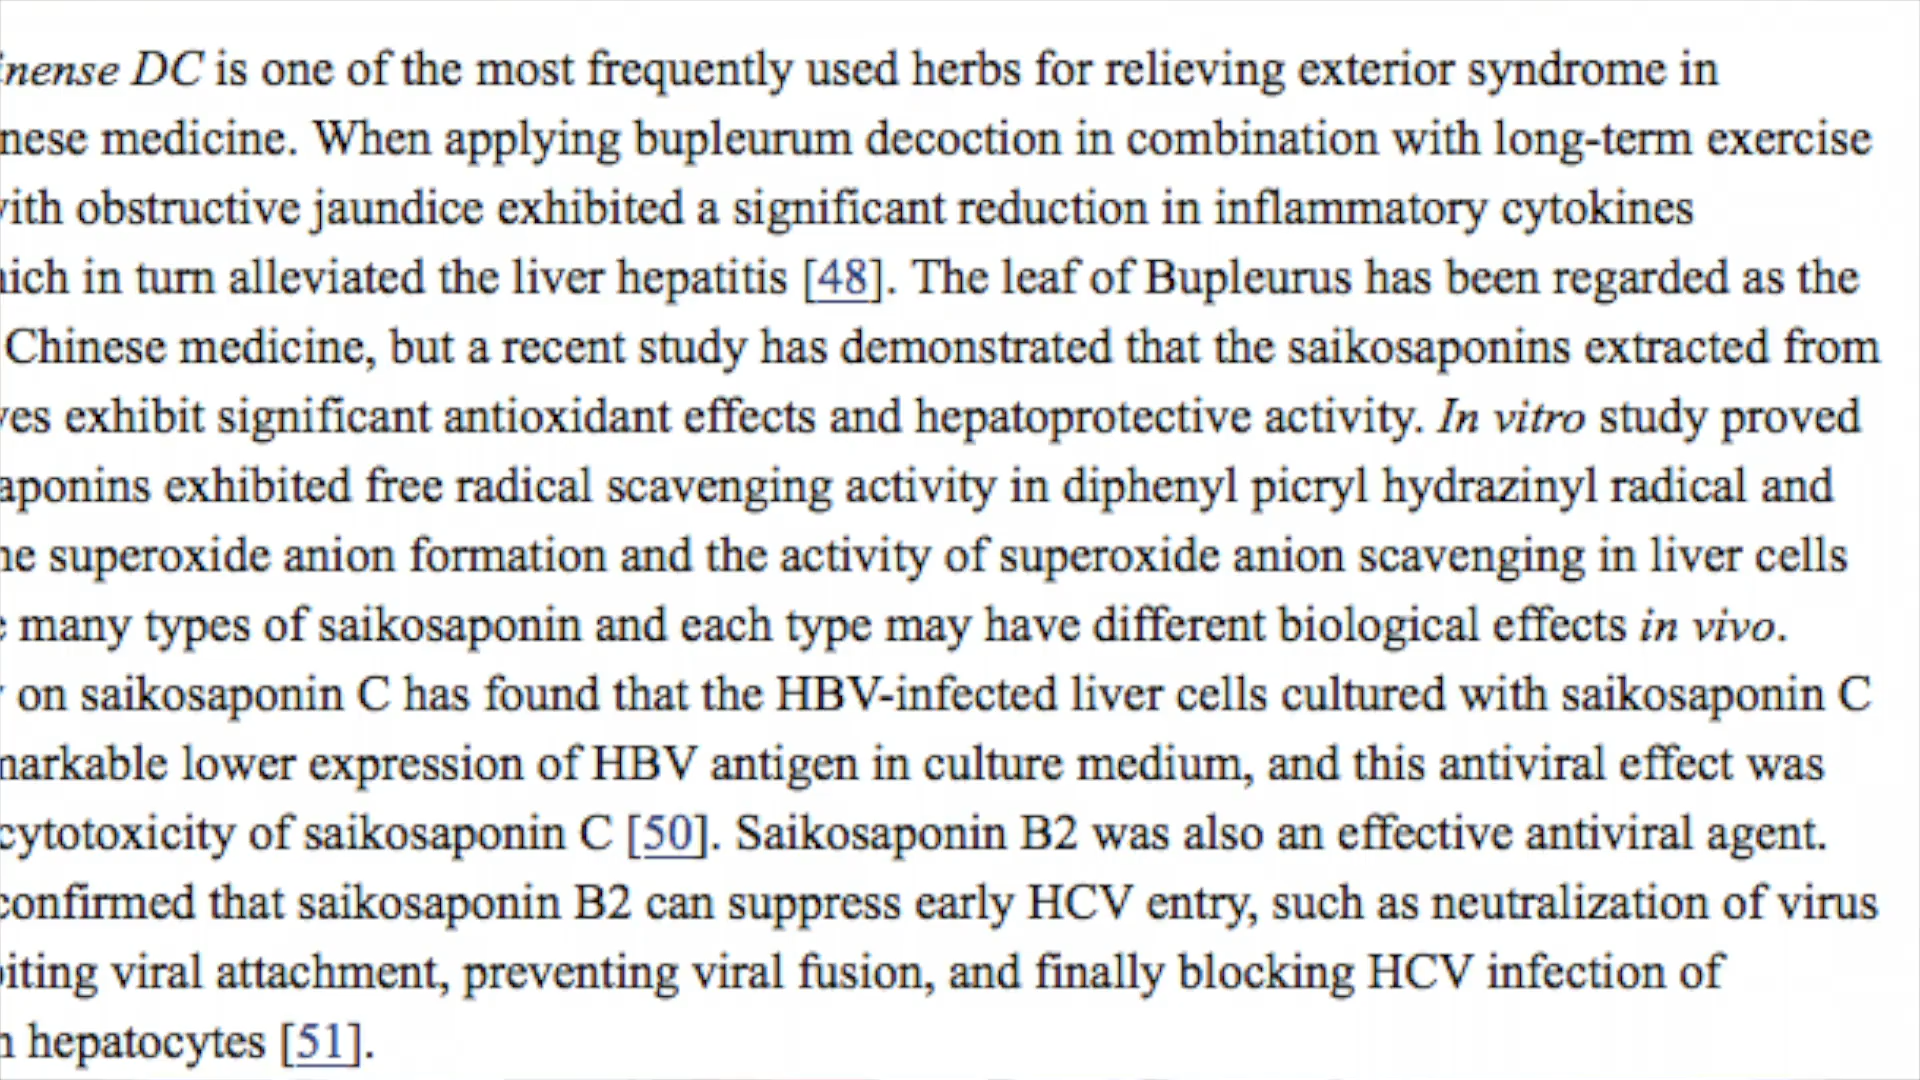 nense DC is one of the most frequently used herbs for relieving exterior syndrome in
nese medicine. When applying bupleurum decoction in combination with long-term exercise
ith obstructive jaundice exhibited a significant reduction in inflammatory cytokines
ich in turn alleviated the liver hepatitis [48]. The leaf of Bupleurus has been regarded as the
Chinese medicine, but a recent study has demonstrated that the saikosaponins extracted from
es exhibit significant antioxidant effects and hepatoprotective activity. In vitro study proved
aponins exhibited free radical scavenging activity in diphenyl picryl hydrazinyl radical and
e superoxide anion formation and the activity of superoxide anion scavenging in liver cells
many types of saikosaponin and each type may have different biological effects in vivo.
on saikosaponin C has found that the HBV-infected liver cells cultured with saikosaponin C
markable lower expression of HBV antigen in culture medium, and this antiviral effect was
cytotoxicity of saikosaponin C [50]. Saikosaponin B2 was also an effective antiviral agent.
confirmed that saikosaponin B2 can suppress early HCV entry, such as neutralization of virus
iting viral attachment, preventing viral fusion, and finally blocking HCV infection of
hepatocytes [51].